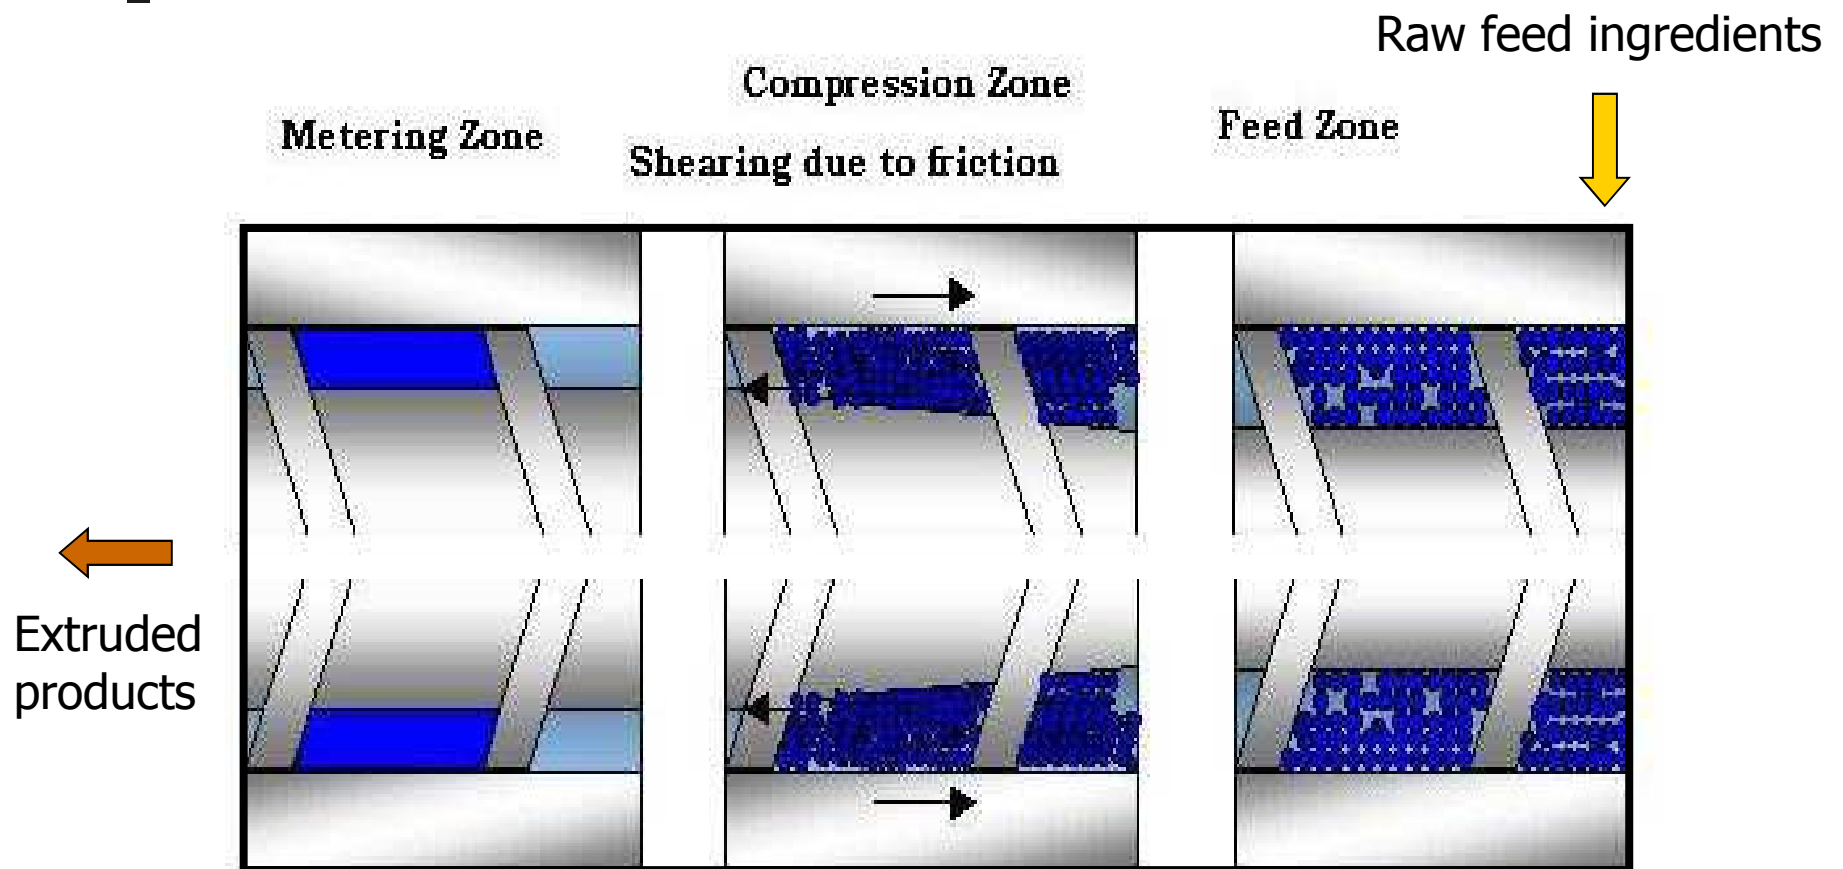 Raw feed ingredients
Compression Zone
Metering Zone
Feed Zone
Shearing due to friction
Extruded
products